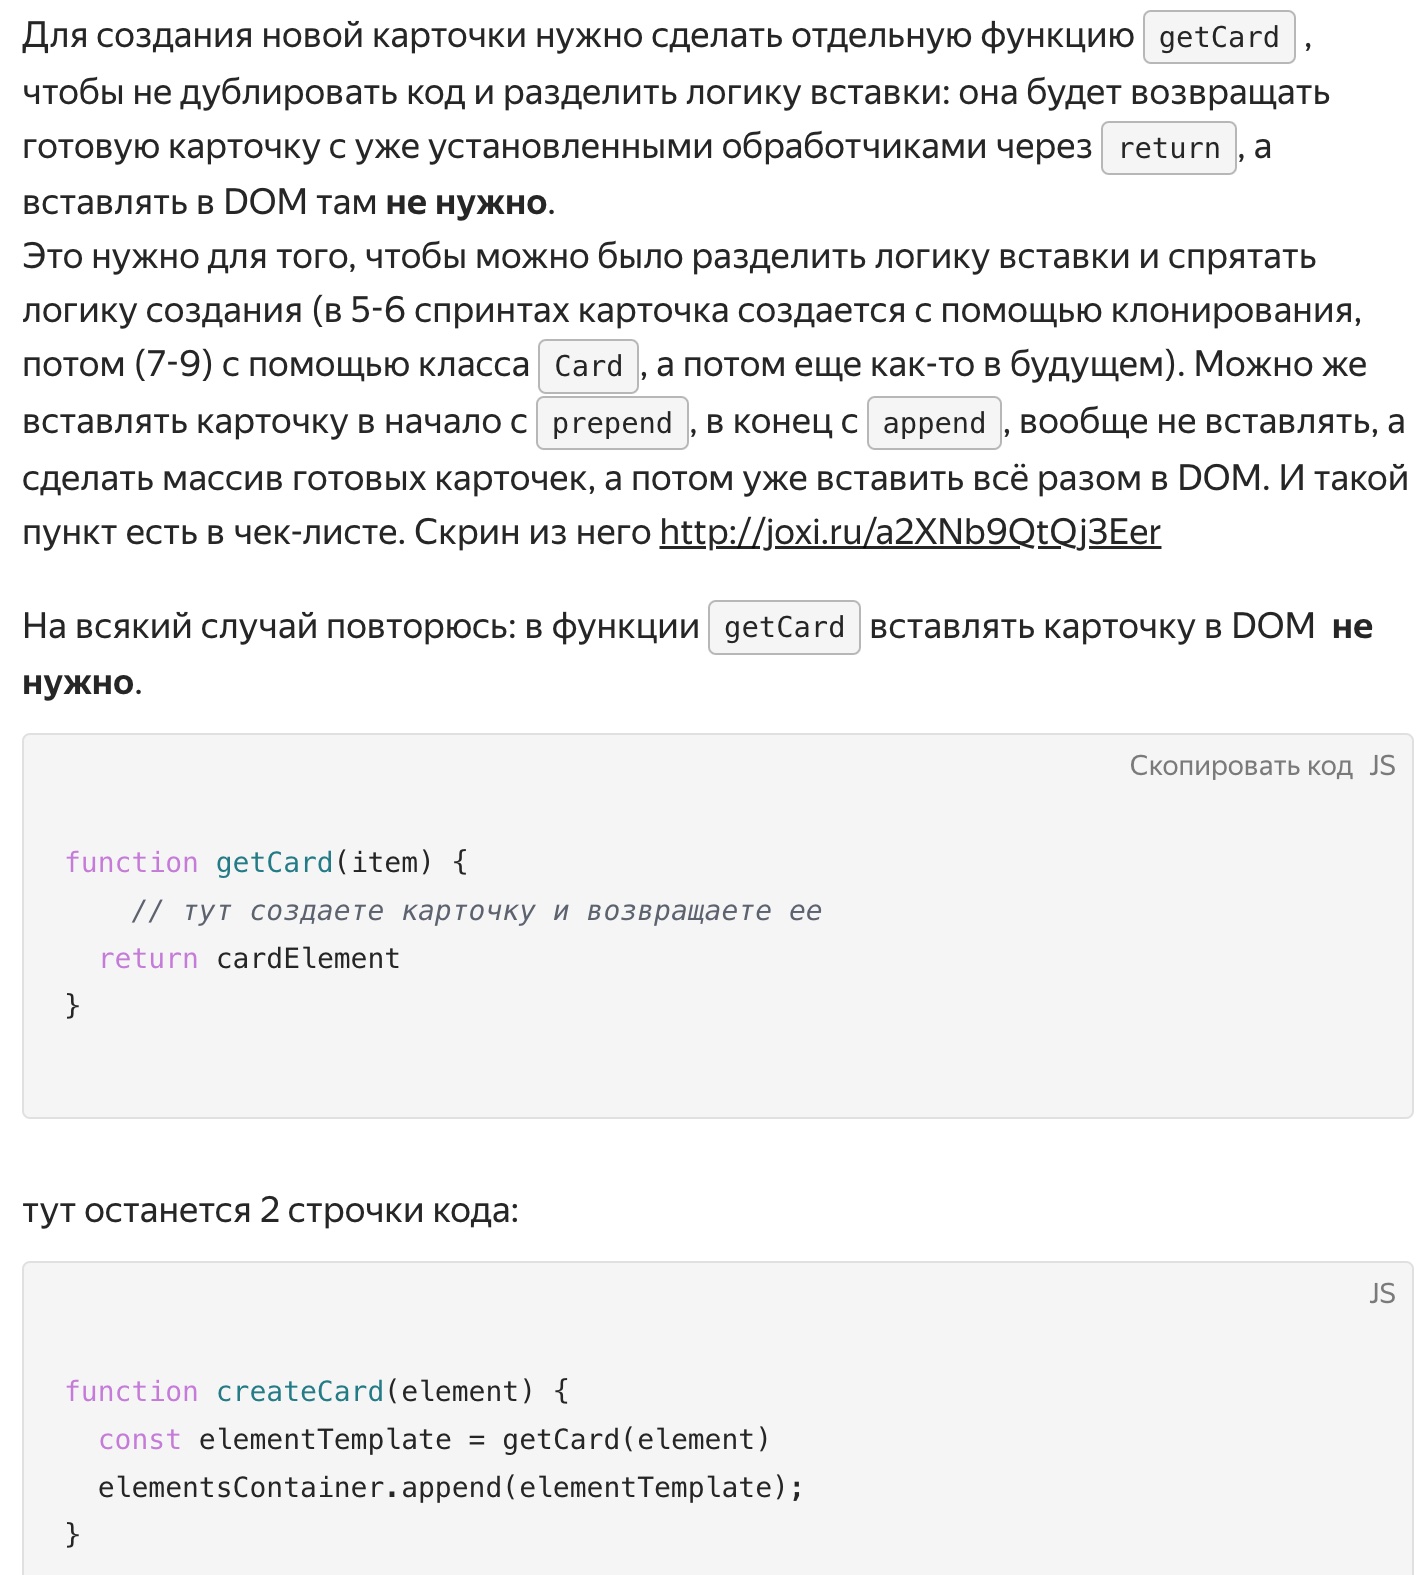 Для создания новой карточки нужно сделать отдельную функцию getCard ,
чтобы не дублировать код и разделить логику вставки: она будет возвращать
готовую карточку с уже установленными обработчиками через return, а
вставлять в DOM там не нужно.
Это нужно для того, чтобы можно было разделить логику вставки и спрятать
логику создания (в 5-6 спринтах карточка создается с помощью клонирования,
потом (7-9) с помощью класса Card, а потом еще как-то в будущем). Можно же
вставлять карточку в начало с prepend, в конец с append, вообще не вставлять, а
сделать массив готовых карточек, а потом уже вставить всё разом в DOM. И такой
пункт есть в чек-листе. Скрин из него http://joxi.ru/a2XNb9QtQj3Eer
На всякий случай повторюсь: в функции getCard вставлять карточку в DOM не
нужно.
Скопировать код JS
function getCard(item) {
// тут создаете карточку и возвращаете ее
return cardElement
}
тут останется 2 строчки кода:
JS
function createCard(element) {
const elementTemplate = getCard(element)
elementsContainer.append(elementTemplate);
}